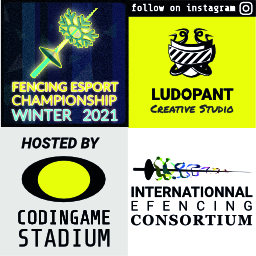 follow on instagram
FENCING ESPORT
CHAMPIONSHIP
WINTER 2021
LUDOPANT
CREATIVE STUDIO
HOSTED BY
CODINGAME
STADIUM
INTERNATIONNAL
EFENCING
CONSORTIUM